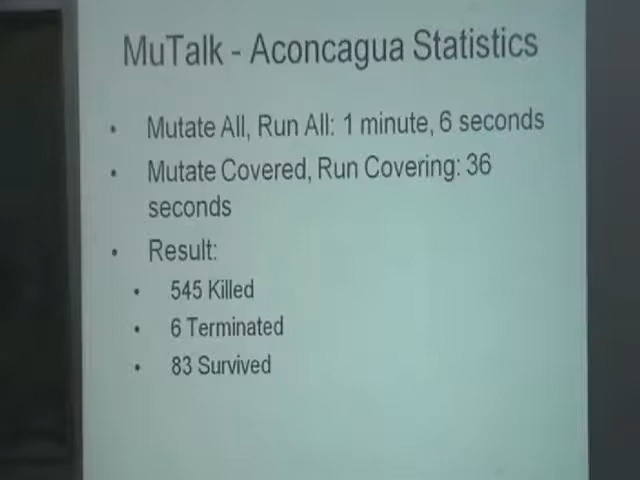 MuTalk - Aconcagua Statistics
• Mutate All, Run All: 1 minute, 6 seconds
• Mutate Covered, Run Covering: 36
seconds
• Result:
• 545 Killed
• 6 Terminated
• 83 Survived